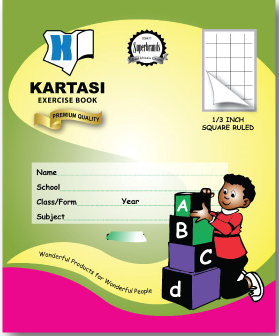 K
Superbrands
KARTASI
EXERCISE BOOK
PREMIUM QUALITY
1/3 INCH
SQUARE RULED
Name
School
Class/Form Year
Subject
A
B
C
d
Wonderful Products for Wonderful People